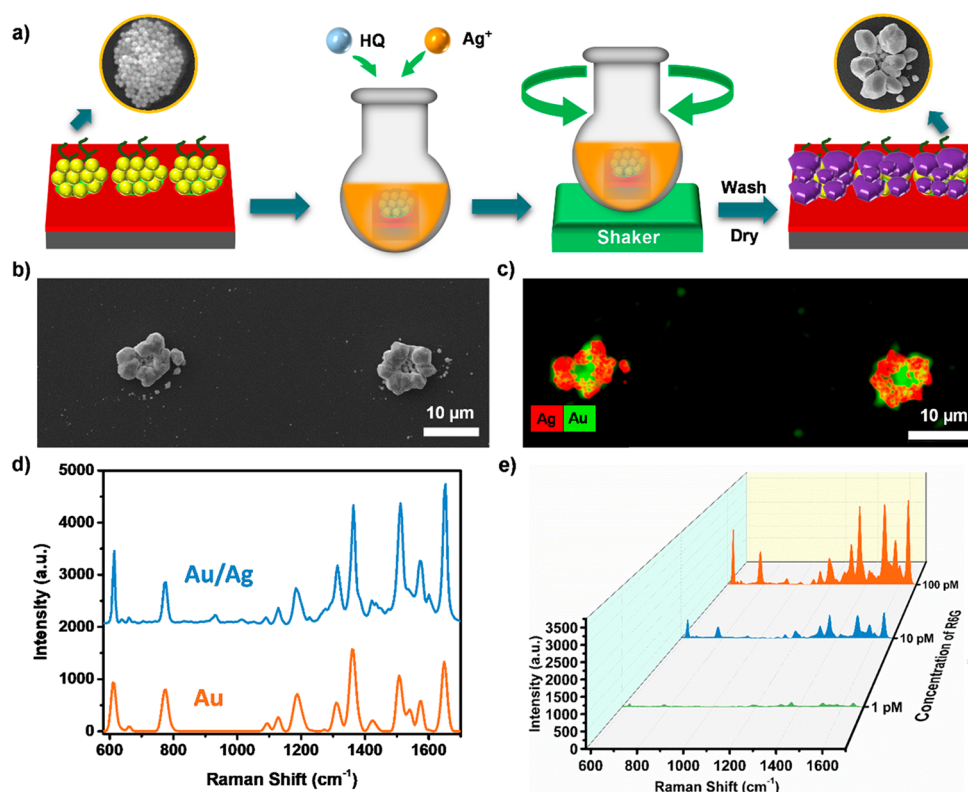 a)
HQ
Ag⁺
Shaker
Wash
Dry
b)
10 µm
c)
Ag
Au
10 µm
d)
5000
4000
3000
2000
1000
0
Intensity (a.u.)
Au/Ag
Au
600
800
1000
1200
1400
1600
Raman Shift (cm⁻¹)
e)
3500
3000
2500
2000
1500
1000
500
0
Intensity (a.u.)
600
800
1000
1200
1400
1600
Raman Shift (cm⁻¹)
100 pM
10 pM
1 pM
Concentration of R6G